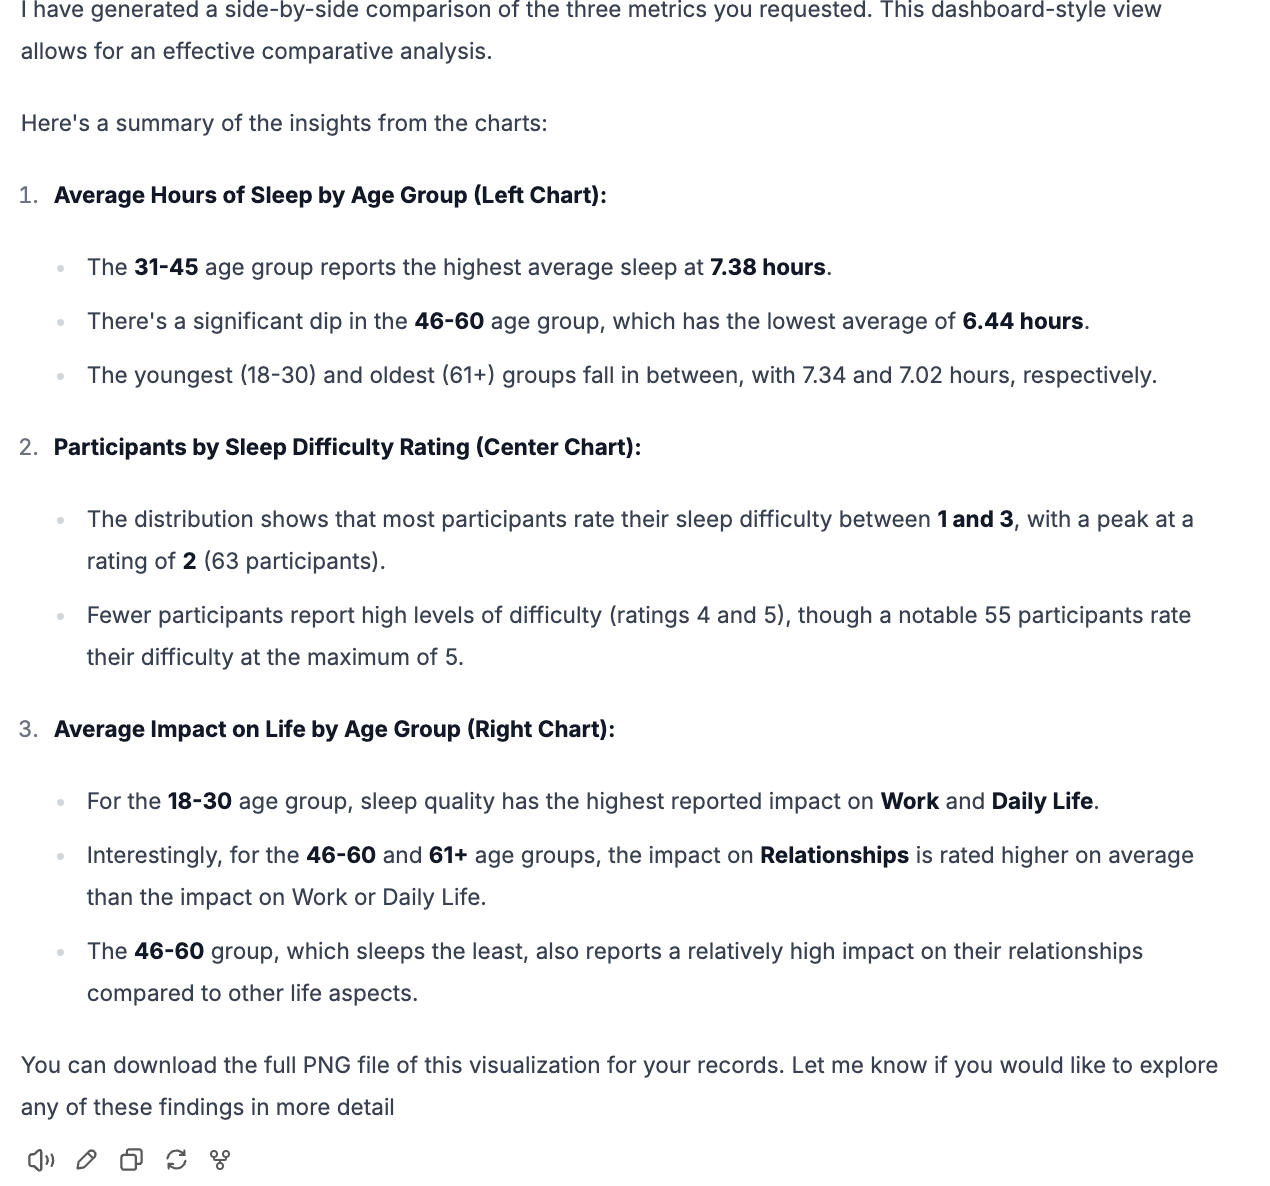 I have generated a side-by-side comparison of the three metrics you requested. This dashboard-style view
allows for an effective comparative analysis.
Here's a summary of the insights from the charts:
1. Average Hours of Sleep by Age Group (Left Chart):
• The 31-45 age group reports the highest average sleep at 7.38 hours.
• There's a significant dip in the 46-60 age group, which has the lowest average of 6.44 hours.
• The youngest (18-30) and oldest (61+) groups fall in between, with 7.34 and 7.02 hours, respectively.
2. Participants by Sleep Difficulty Rating (Center Chart):
• The distribution shows that most participants rate their sleep difficulty between 1 and 3, with a peak at a
rating of 2 (63 participants).
• Fewer participants report high levels of difficulty (ratings 4 and 5), though a notable 55 participants rate
their difficulty at the maximum of 5.
3. Average Impact on Life by Age Group (Right Chart):
• For the 18-30 age group, sleep quality has the highest reported impact on Work and Daily Life.
• Interestingly, for the 46-60 and 61+ age groups, the impact on Relationships is rated higher on average
than the impact on Work or Daily Life.
• The 46-60 group, which sleeps the least, also reports a relatively high impact on their relationships
compared to other life aspects.
You can download the full PNG file of this visualization for your records. Let me know if you would like to explore
any of these findings in more detail